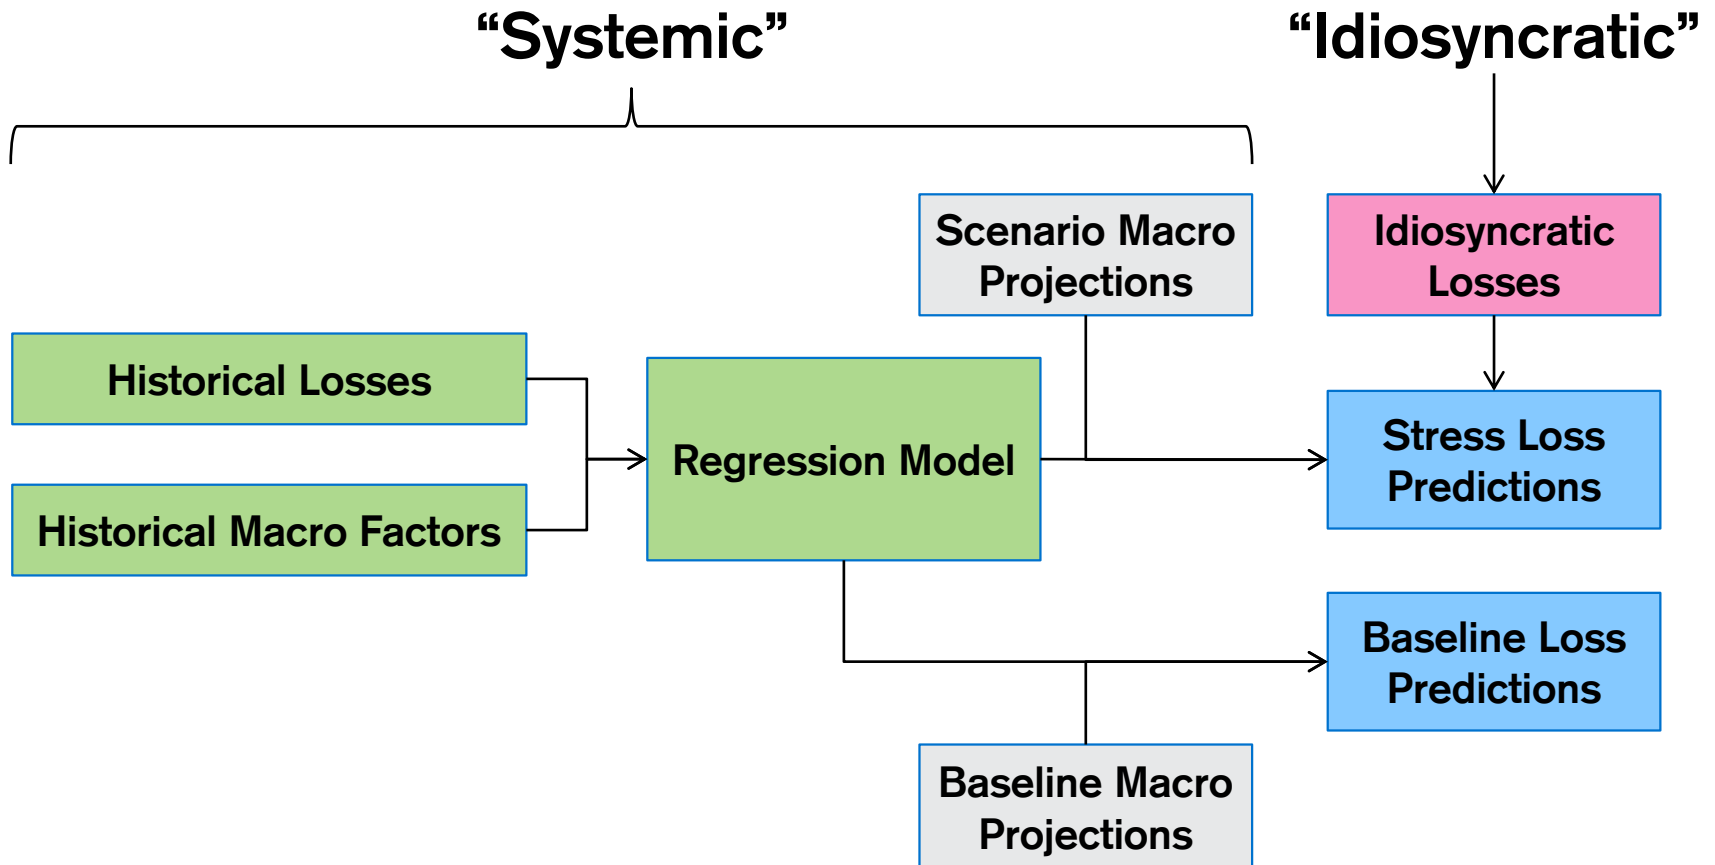 “Systemic”
“Idiosyncratic”
Scenario Macro
Projections
Idiosyncratic
Losses
Historical Losses
Historical Macro Factors
Regression Model
Stress Loss
Predictions
Baseline Loss
Predictions
Baseline Macro
Projections